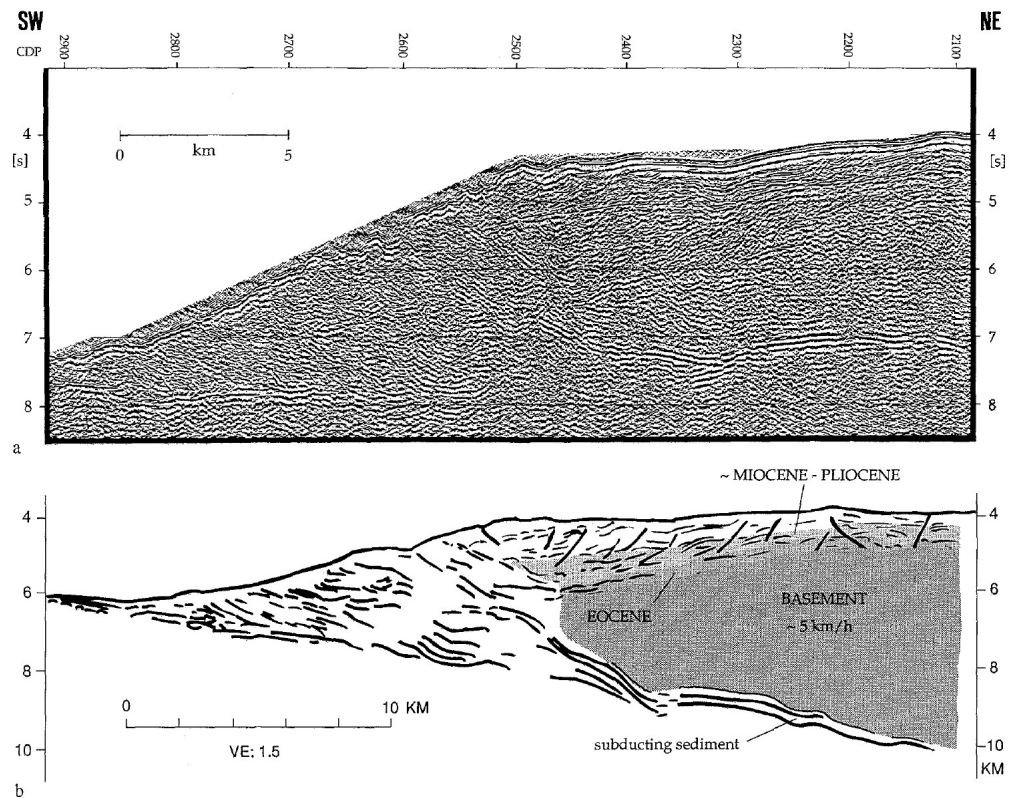 SW
NE
CDP
2900 2800 2700 2600 2500 2400 2300 2200 2100
4 4
[s] [s]
0 km 5
5 5
6 6
7 7
8 8
a
~ MIOCENE - PLIOCENE
4 4
6 6
EOCENE
BASEMENT
~ 5 km/h
8 8
0 10 KM
VE: 1.5
subducting sediment
10 10
KM
b